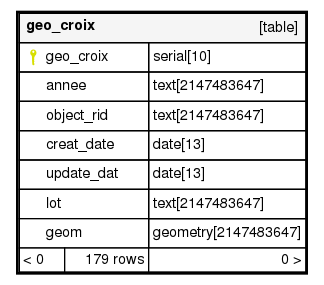 geo_croix [table]
geo_croix serial[10]
annee text[2147483647]
object_rid text[2147483647]
creat_date date[13]
update_dat date[13]
lot text[2147483647]
geom geometry[2147483647]
< 0 179 rows 0 >